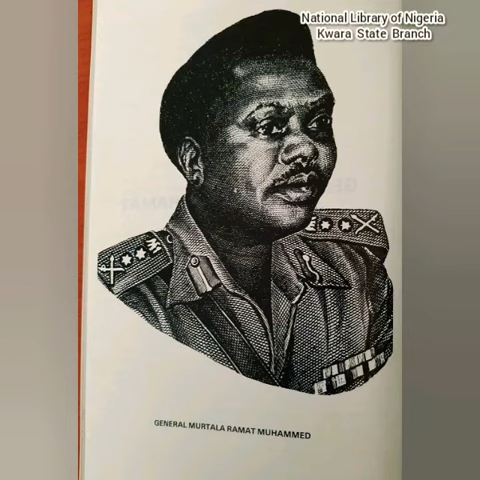 National Library of Nigeria
Kwara State Branch
GENERAL MURTALA RAMAT MUHAMMED